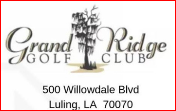 Grand Ridge
GOLF CLUB
500 Willowdale Blvd
Luling, LA 70070